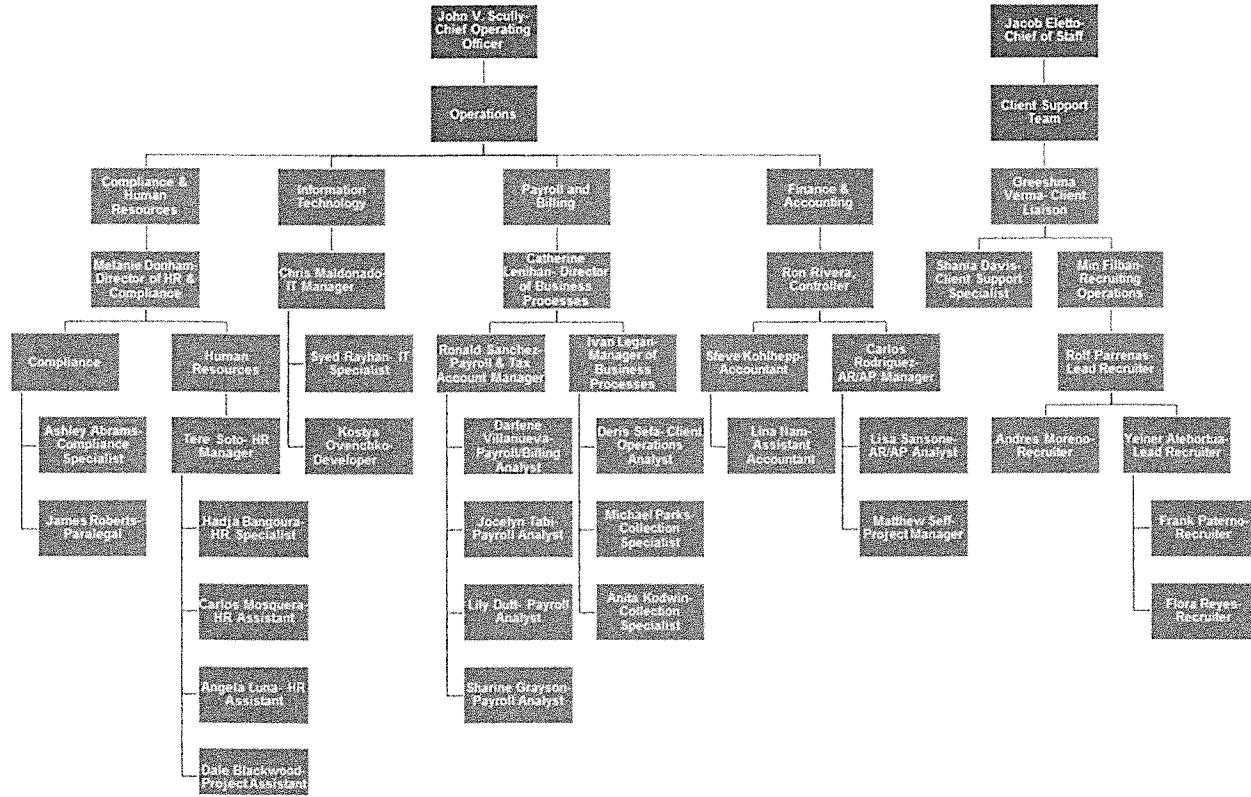 John V. Scully-
Chief Operating
Officer
Jacob Eletto-
Chief of Staff
Operations
Client Support
Team
Compliance &
Human
Resources
Information
Technology
Payroll and
Billing
Finance &
Accounting
Greeshma
Verma- Client
Liaison
Melanie Dunham-
Director of HR &
Compliance
Chris Maldonado-
IT Manager
Catherine
Lenihan- Director
of Business
Processes
Ron Rivera,
Controller
Shania Davis-
Client Support
Specialist
Min Filban-
Recruiting
Operations
Compliance
Human
Resources
Syed Rayhan- IT
Specialist
Ronald Sanchez-
Payroll & Tax
Account Manager
Ivan Legan-
Manager of
Business
Processes
Steve Kohlhepp-
Accountant
Carlos
Rodriguez-
AR/AP Manager
Rolf Parrenas-
Lead Recruiter
Ashley Abrams-
Compliance
Specialist
Tere Soto- HR
Manager
Kostya
Ovenchko-
Developer
Darlene
Villanueva-
Payroll/Billing
Analyst
Client
Operations
Analyst
Lina Nam-
Assistant
Accountant
Lisa Sansone-
AR/AP Analyst
Andres Moreno-
Recruiter
Yeiner Atehortua-
Lead Recruiter
James Roberts-
Paralegal
Hadja Bangoura-
HR Specialist
Jocelyn Tabi-
Payroll Analyst
Michael Parks-
Collection
Specialist
Matthew Seff-
Project Manager
Frank Paterno-
Recruiter
Carlos Mosquera-
HR Assistant
Lily Dutt- Payroll
Analyst
Anita Kodwin-
Collection
Specialist
Flora Reyes-
Recruiter
Angela Luna- HR
Assistant
Sharine Grayson-
Payroll Analyst
Dale Blackwood-
Project Assistant